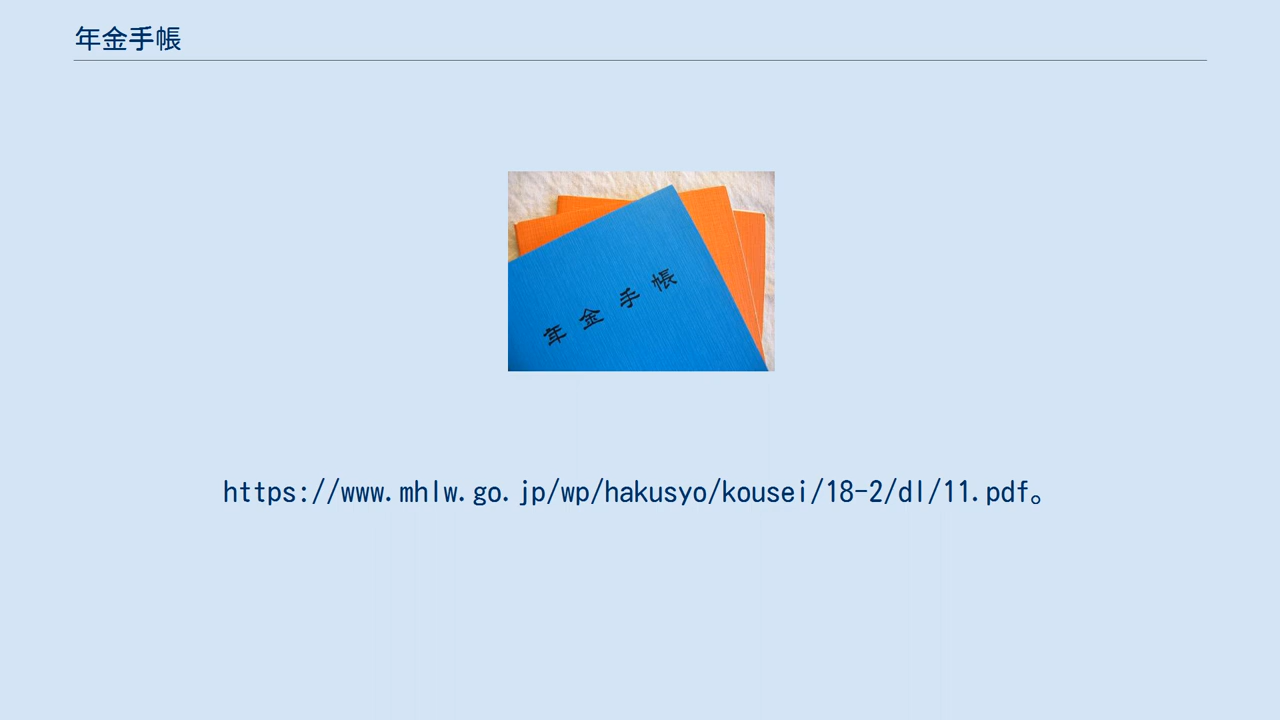 年金手帳
年金手帳
https://www.mhlw.go.jp/wp/hakusyo/kousei/18-2/dl/11.pdf。